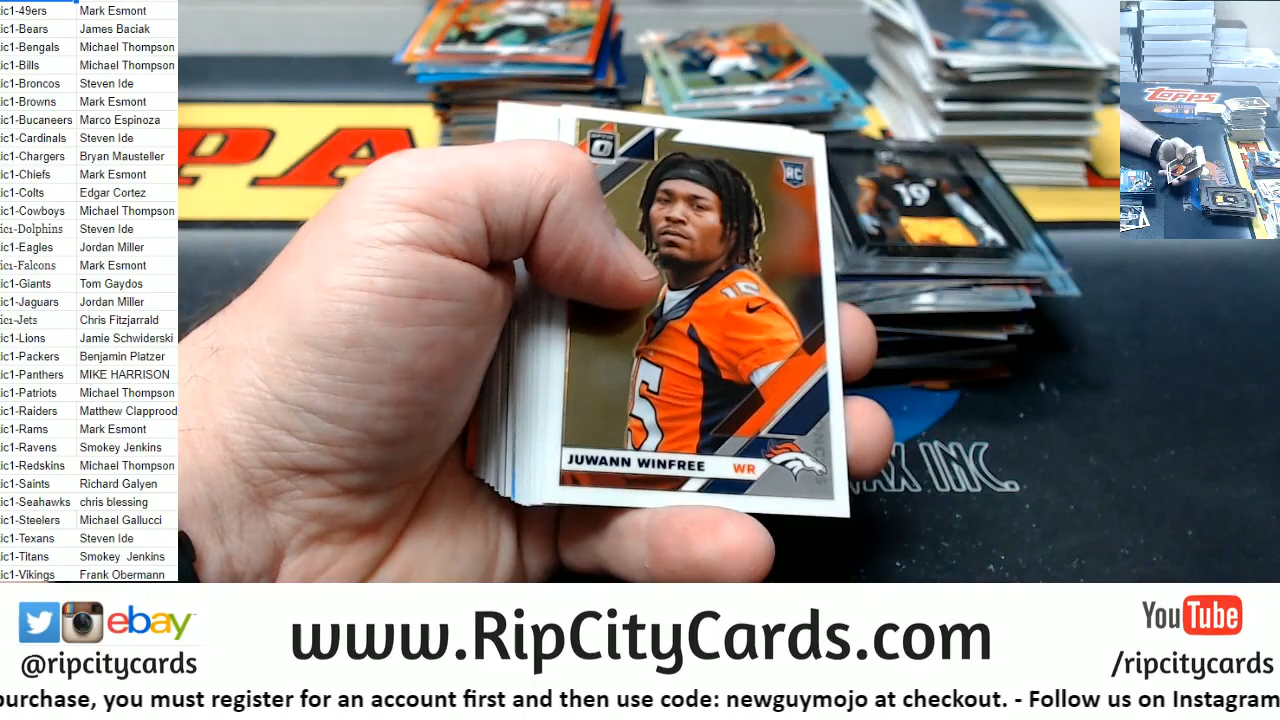 ic1-49ers Mark Esmont
ic1-Bears James Baciak
ic1-Bengals Michael Thompson
ic1-Bills Michael Thompson
ic1-Broncos Steven Ide
ic1-Browns Mark Esmont
ic1-Bucaneers Marco Espinoza
ic1-Cardinals Steven Ide
ic1-Chargers Bryan Mausteller
ic1-Chiefs Mark Esmont
ic1-Colts Edgar Cortez
ic1-Cowboys Michael Thompson
ic1-Dolphins Steven Ide
ic1-Eagles Jordan Miller
ic1-Falcons Mark Esmont
ic1-Giants Tom Gaydos
ic1-Jaguars Jordan Miller
ic1-Jets Chris Fitzjarrald
ic1-Lions Jamie Schwiderski
ic1-Packers Benjamin Platzer
ic1-Panthers MIKE HARRISON
ic1-Patriots Michael Thompson
ic1-Raiders Matthew Clapprood
ic1-Rams Mark Esmont
ic1-Ravens Smokey Jenkins
ic1-Redskins Michael Thompson
ic1-Saints Richard Galyen
ic1-Seahawks chris blessing
ic1-Steelers Michael Gallucci
ic1-Texans Steven Ide
ic1-Titans Smokey Jenkins
ic1-Vikings Frank Obermann
PA
RC
19
15
15
JUWANN WINFREE WR
INC.
Topps
ebay
@ripcitycards
www.RipCityCards.com
YouTube
/ripcitycards
purchase, you must register for an account first and then use code: newguymojo at checkout. - Follow us on Instagram